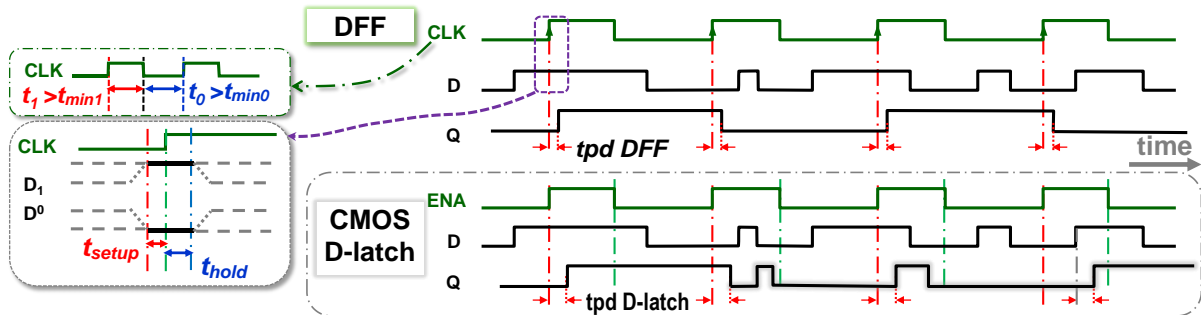 DFF
CLK
CLK
t1 >tmin1
t0 >tmin0
D
Q
tpd DFF
time
CLK
D1
D0
tsetup
thold
CMOS
D-latch
ENA
D
Q
tpd D-latch